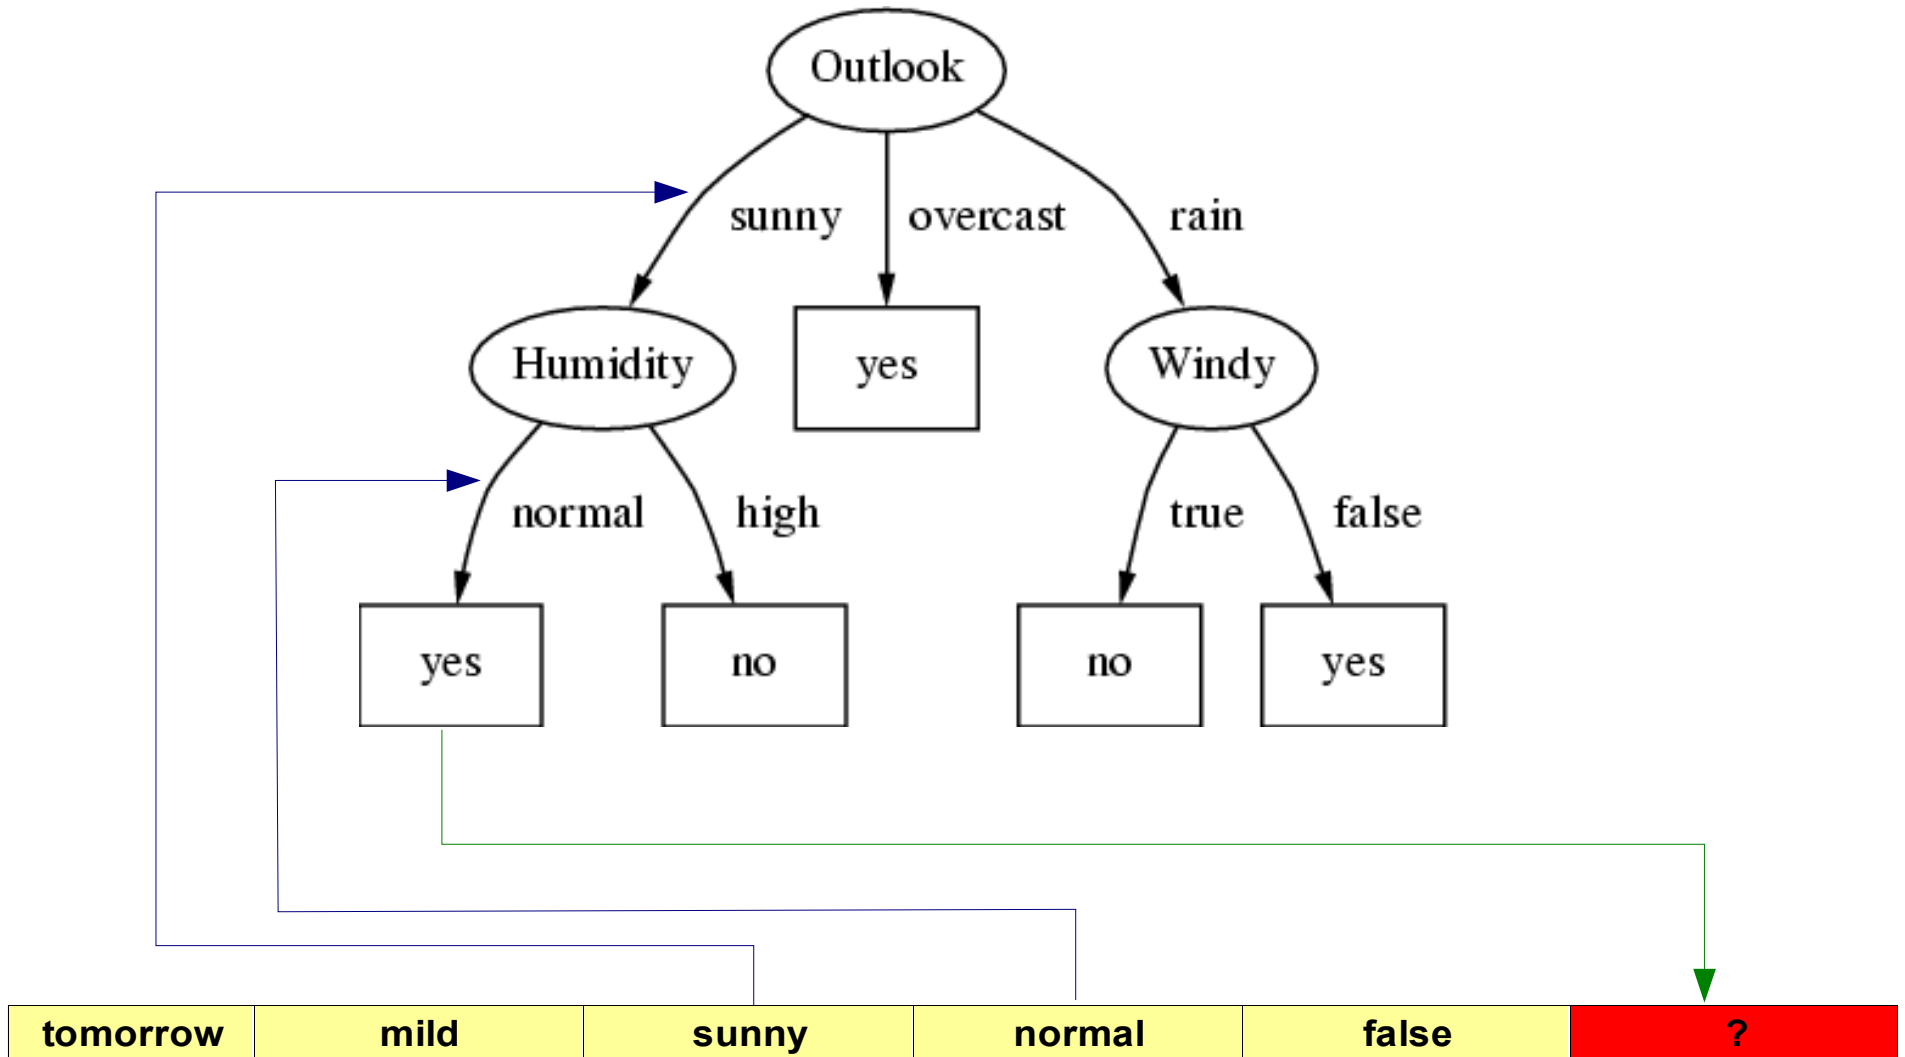 Outlook
sunny overcast rain
Humidity yes Windy
normal high true false
yes no no yes
tomorrow mild sunny normal false ?